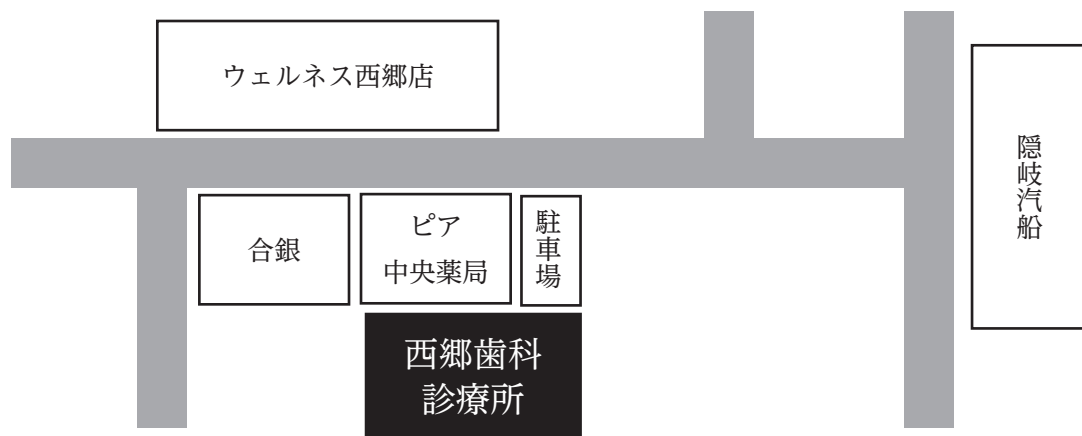 ウェルネス西郷店
隠岐汽船
合銀
ピア
中央薬局
駐車場
西郷歯科
診療所